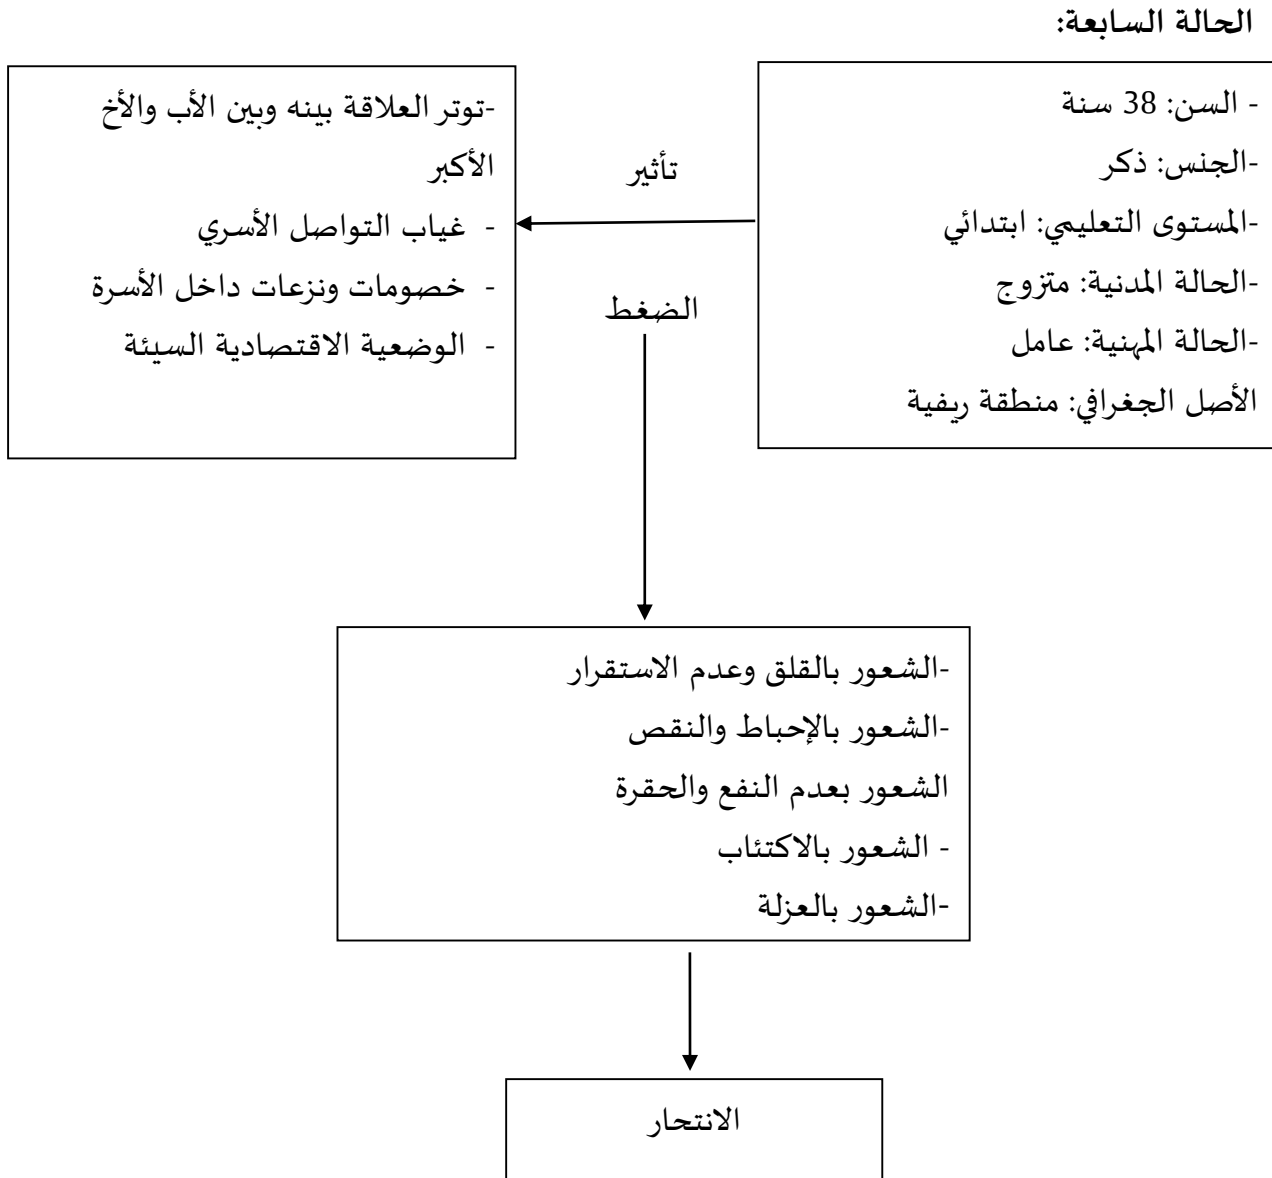 الحالة السابعة:
- السن: 38 سنة
-الجنس: ذكر
-المستوى التعليمي: ابتدائي
-الحالة المدنية: متزوج
-الحالة المهنية: عامل
الأصل الجغرافي: منطقة ريفية
تأثير
الضغط
-توتر العلاقة بينه وبين الأب والأخ
الأكبر
- غياب التواصل الأسري
- خصومات ونزعات داخل الأسرة
- الوضعية الاقتصادية السيئة
-الشعور بالقلق وعدم الاستقرار
-الشعور بالإحباط والنقص
الشعور بعدم النفع والحقرة
- الشعور بالاكتئاب
-الشعور بالعزلة
الانتحار